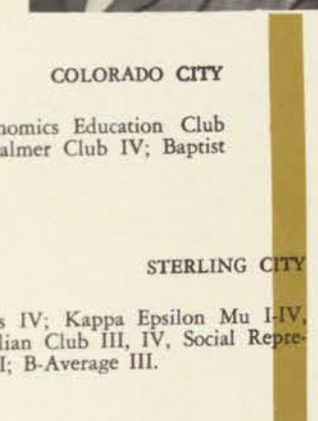 COLORADO CITY
nomics Education Club
almer Club IV; Baptist
STERLING CITY
s IV; Kappa Epsilon Mu I-IV,
lian Club III, IV, Social Repre-
I; B-Average III.